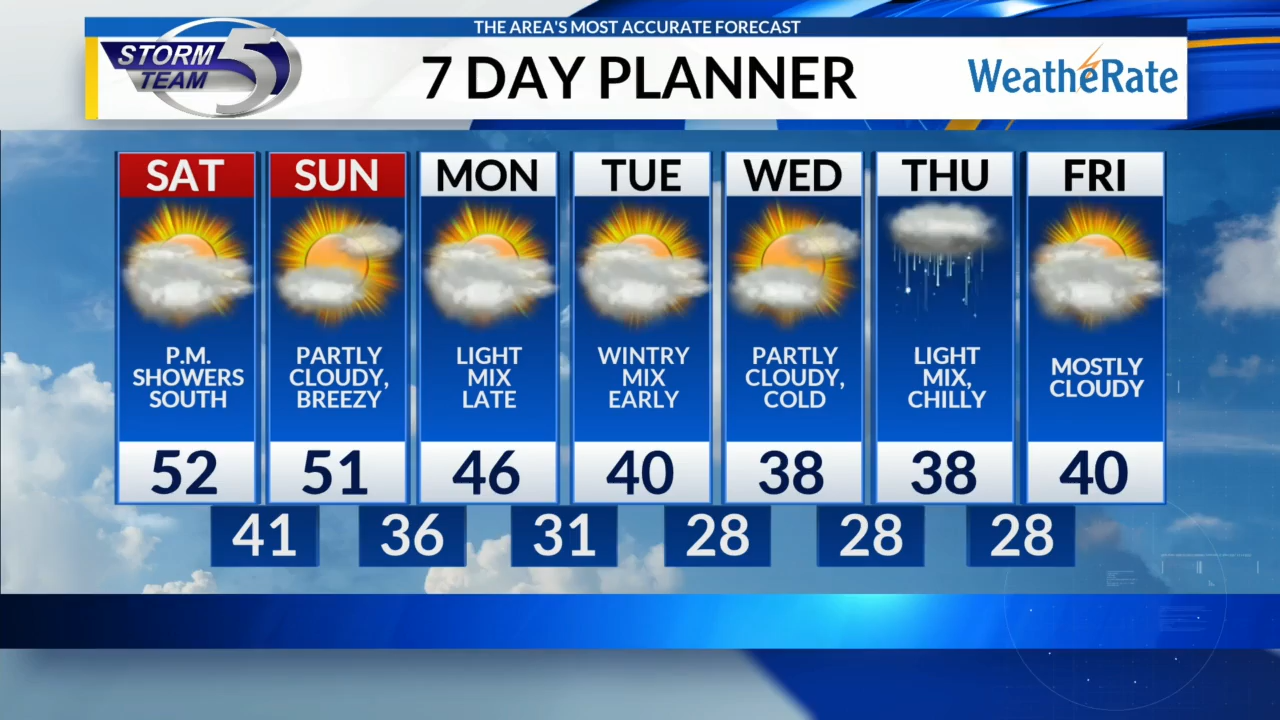 THE AREA'S MOST ACCURATE FORECAST
STORM
TEAM
5
7 DAY PLANNER
WeatheRate
SAT
SUN
MON
TUE
WED
THU
FRI
P.M.
SHOWERS
SOUTH
PARTLY
CLOUDY,
BREEZY
LIGHT
MIX
LATE
WINTRY
MIX
EARLY
PARTLY
CLOUDY,
COLD
LIGHT
MIX,
CHILLY
MOSTLY
CLOUDY
52
51
46
40
38
38
40
41
36
31
28
28
28